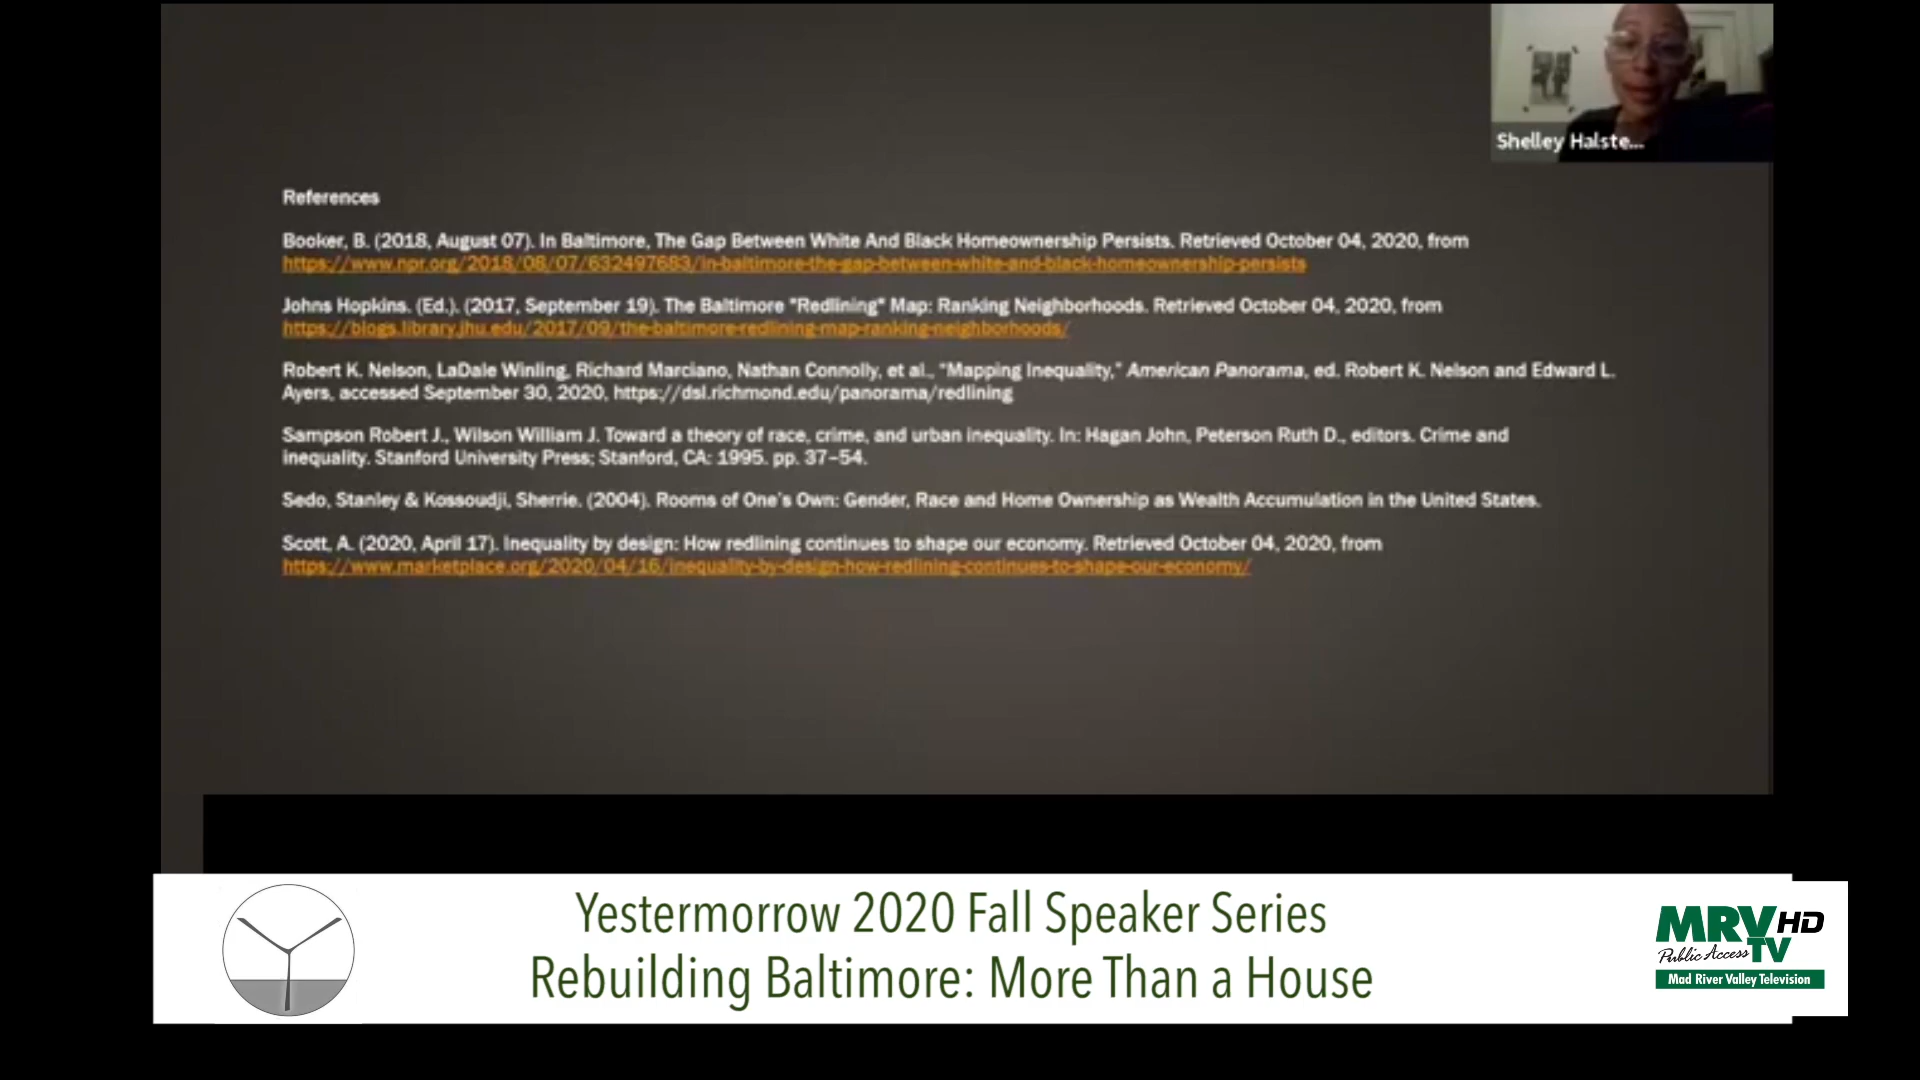 Shelley Halste...
References
Booker, B. (2018, August 07). In Baltimore, The Gap Between White And Black Homeownership Persists. Retrieved October 04, 2020, from
https://www.npr.org/2018/08/07/632497683/in-baltimore-the-gap-between-white-and-black-homeownership-persists
Johns Hopkins. (Ed.). (2017, September 19). The Baltimore "Redlining" Map: Ranking Neighborhoods. Retrieved October 04, 2020, from
https://blogs.library.jhu.edu/2017/09/the-baltimore-redlining-map-ranking-neighborhoods/
Robert K. Nelson, LaDale Winling, Richard Marciano, Nathan Connolly, et al., "Mapping Inequality," American Panorama, ed. Robert K. Nelson and Edward L.
Ayers, accessed September 30, 2020, https://dsl.richmond.edu/panorama/redlining
Sampson Robert J., Wilson William J. Toward a theory of race, crime, and urban inequality. In: Hagan John, Peterson Ruth D., editors. Crime and
inequality. Stanford University Press; Stanford, CA: 1995. pp. 37–54.
Sedo, Stanley & Kossoudji, Sherrie. (2004). Rooms of One's Own: Gender, Race and Home Ownership as Wealth Accumulation in the United States.
Scott, A. (2020, April 17). Inequality by design: How redlining continues to shape our economy. Retrieved October 04, 2020, from
https://www.marketplace.org/2020/04/16/inequality-by-design-how-redlining-continues-to-shape-our-economy/
Yestermorrow 2020 Fall Speaker Series
Rebuilding Baltimore: More Than a House
MRV HD
Public Access TV
Mad River Valley Television